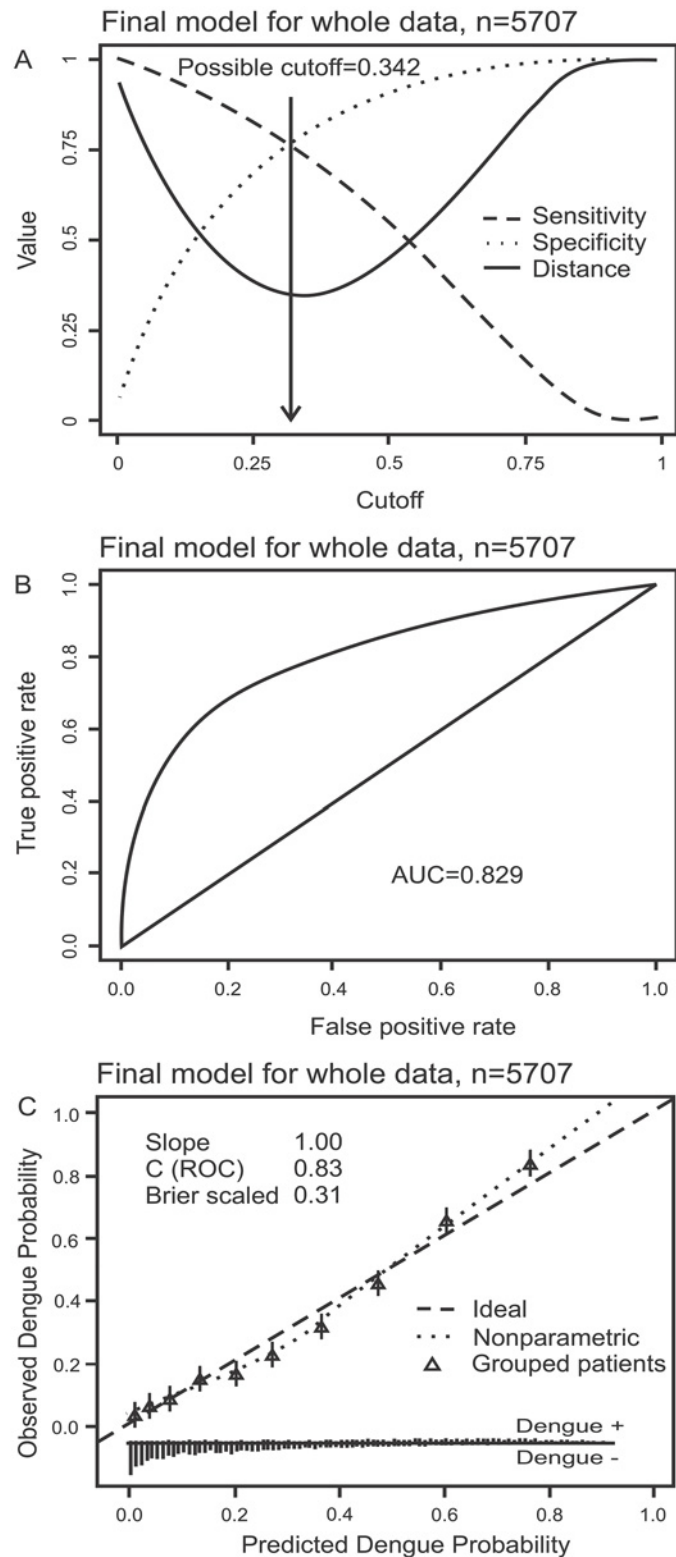 Final model for whole data, n=5707
A
Possible cutoff=0.342
1
0.75
0.5
0.25
0
Value
Sensitivity
Specificity
Distance
0 0.25 0.5 0.75 1
Cutoff
Final model for whole data, n=5707
B
1.0
0.8
0.6
0.4
0.2
0.0
True positive rate
AUC=0.829
0.0 0.2 0.4 0.6 0.8 1.0
False positive rate
Final model for whole data, n=5707
C
1.0
0.8
0.6
0.4
0.2
0.0
Observed Dengue Probability
Slope 1.00
C (ROC) 0.83
Brier scaled 0.31
Ideal
Nonparametric
Grouped patients
Dengue +
Dengue -
0.0 0.2 0.4 0.6 0.8 1.0
Predicted Dengue Probability